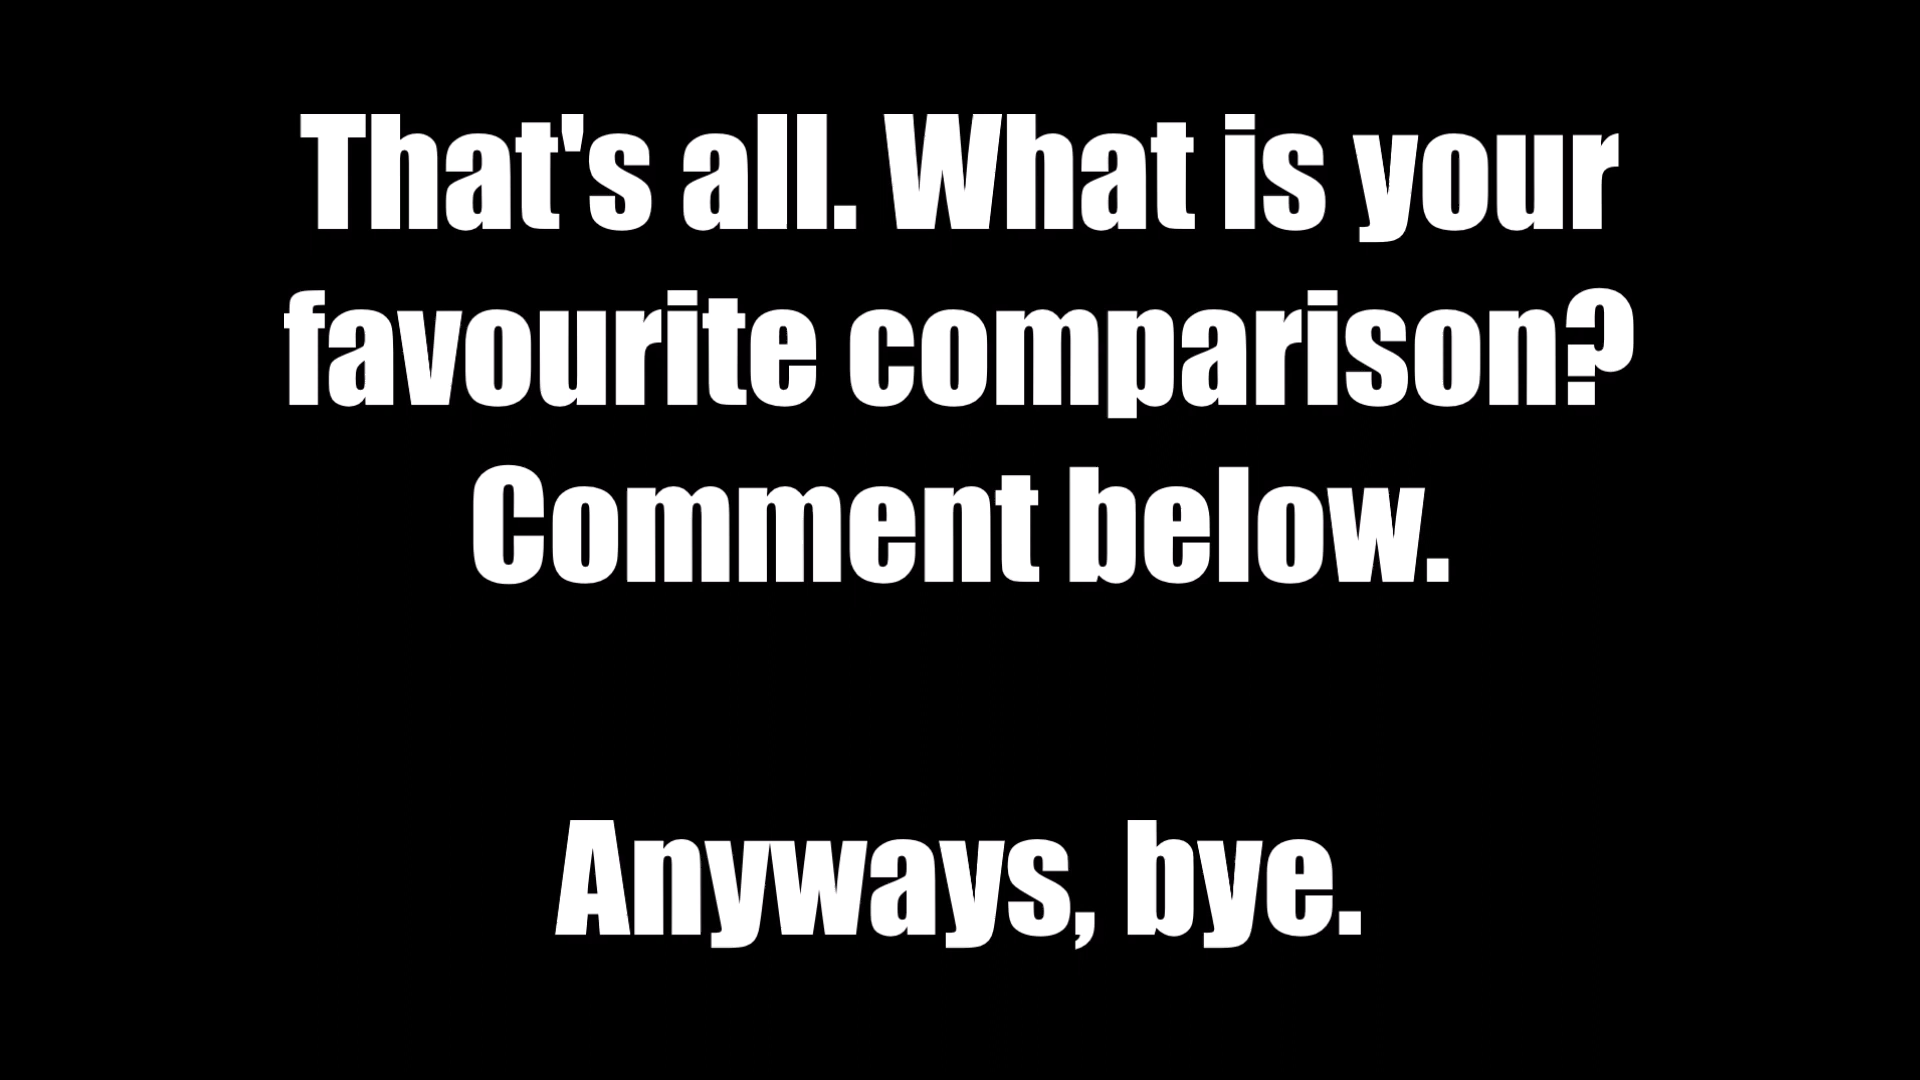 That's all. What is your
favourite comparison?
Comment below.
Anyways, bye.